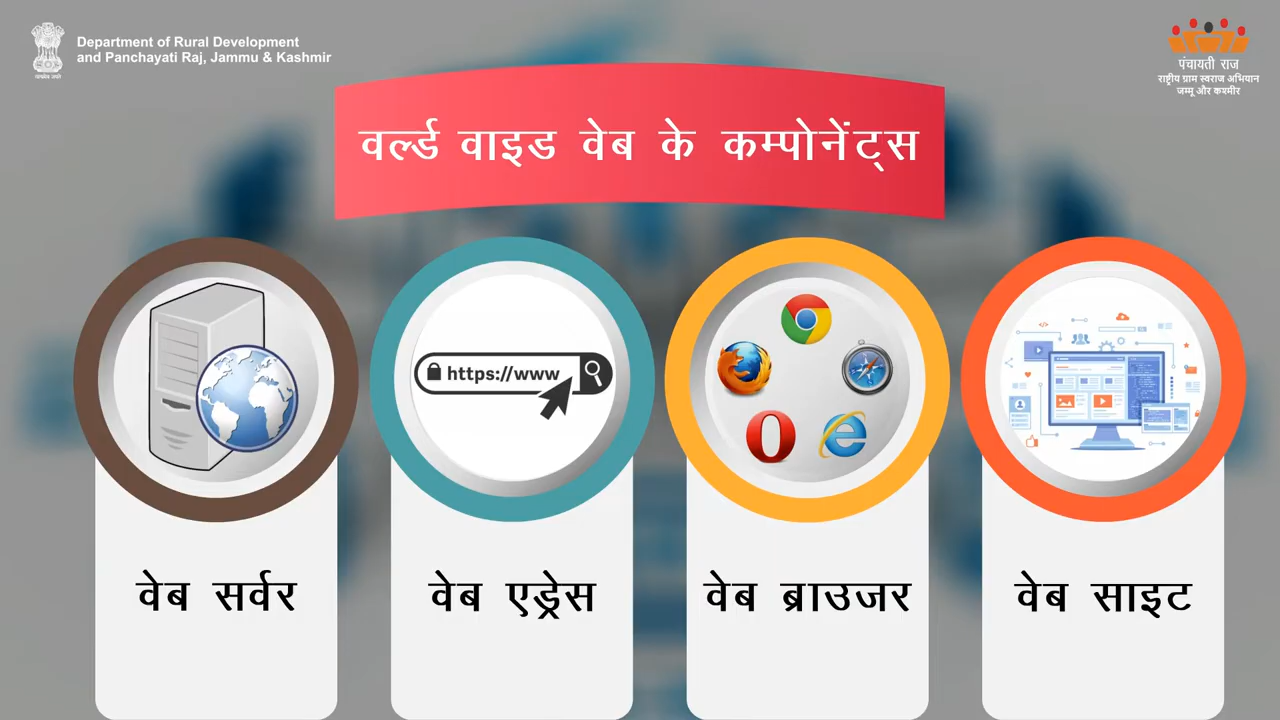 Department of Rural Development
and Panchayati Raj, Jammu & Kashmir
पंचायती राज
राष्ट्रीय ग्राम स्वराज अभियान
जम्मू और कश्मीर
वर्ल्ड वाइड वेब के कम्पोनेंट्स
https://www
वेब सर्वर
वेब एड्रेस
वेब ब्राउजर
वेब साइट